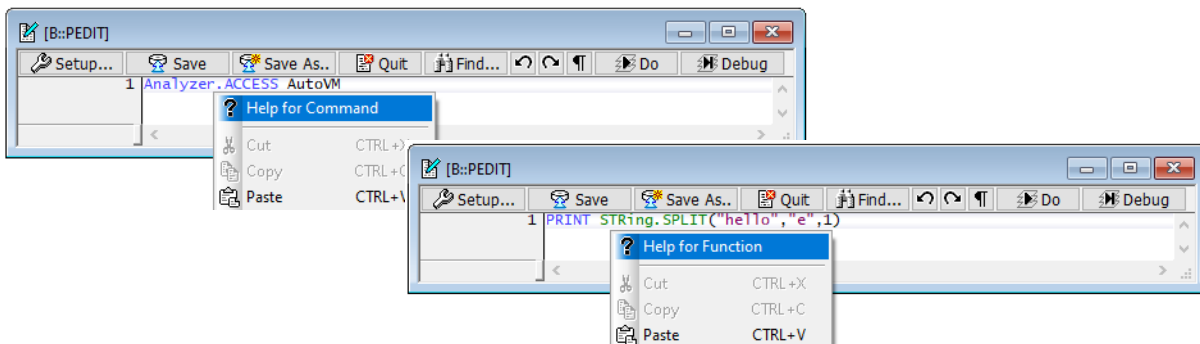 [B::PEDIT]
Setup... Save Save As.. Quit Find... Do Debug
1 Analyzer.ACCESS AutoVM
Help for Command
Cut CTRL+X
Copy CTRL+C
Paste CTRL+V
[B::PEDIT]
Setup... Save Save As.. Quit Find... Do Debug
1 PRINT STRing.SPLIT("hello","e",1)
Help for Function
Cut CTRL+X
Copy CTRL+C
Paste CTRL+V